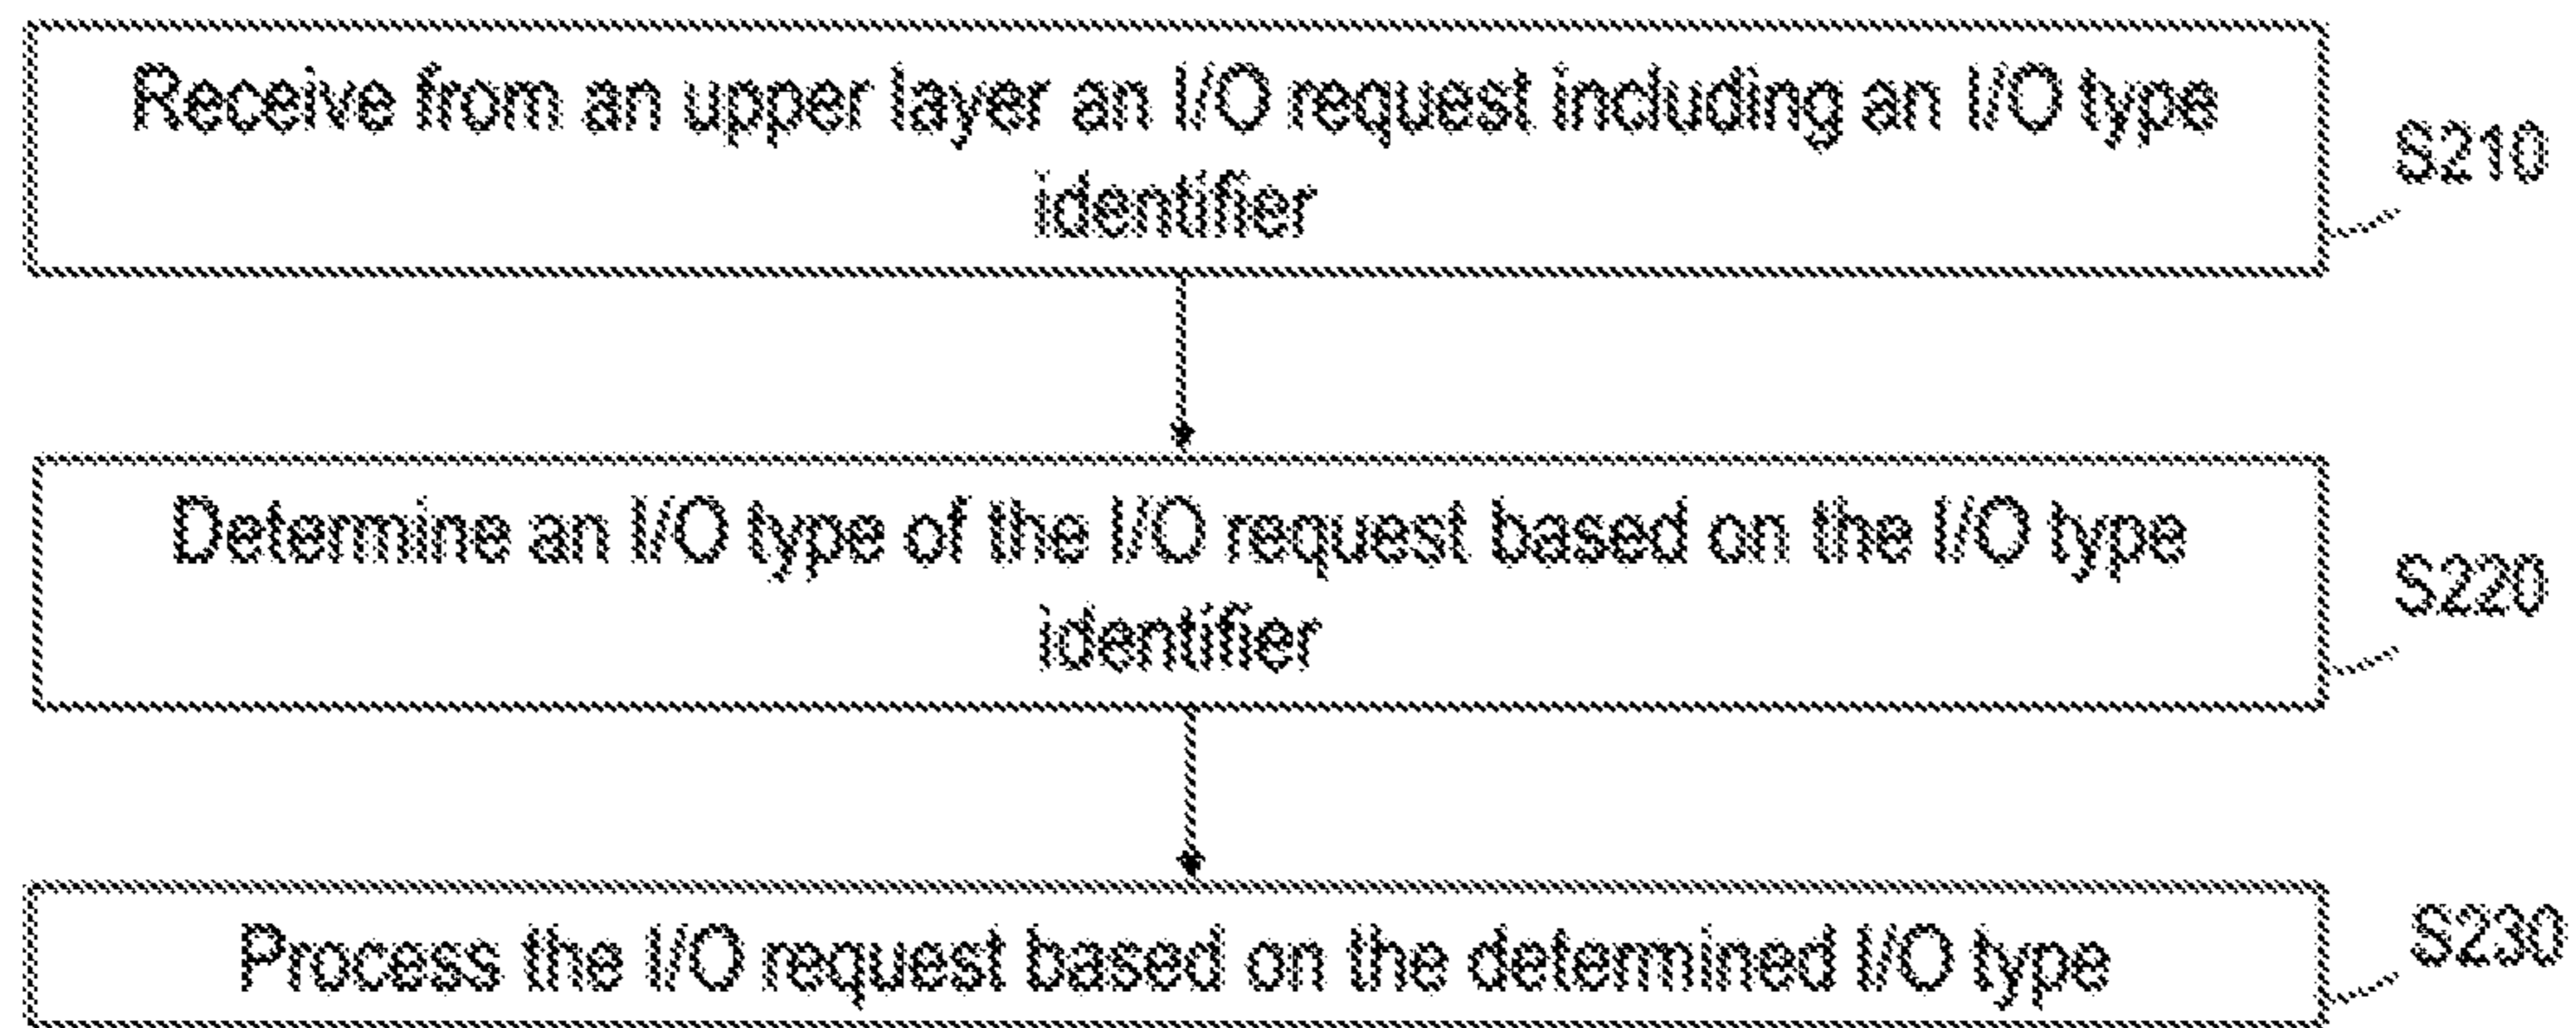 Receive from an upper layer an I/O request including an I/O type
identifier
S210
Determine an I/O type of the I/O request based on the I/O type
identifier
S220
Process the I/O request based on the determined I/O type
S230